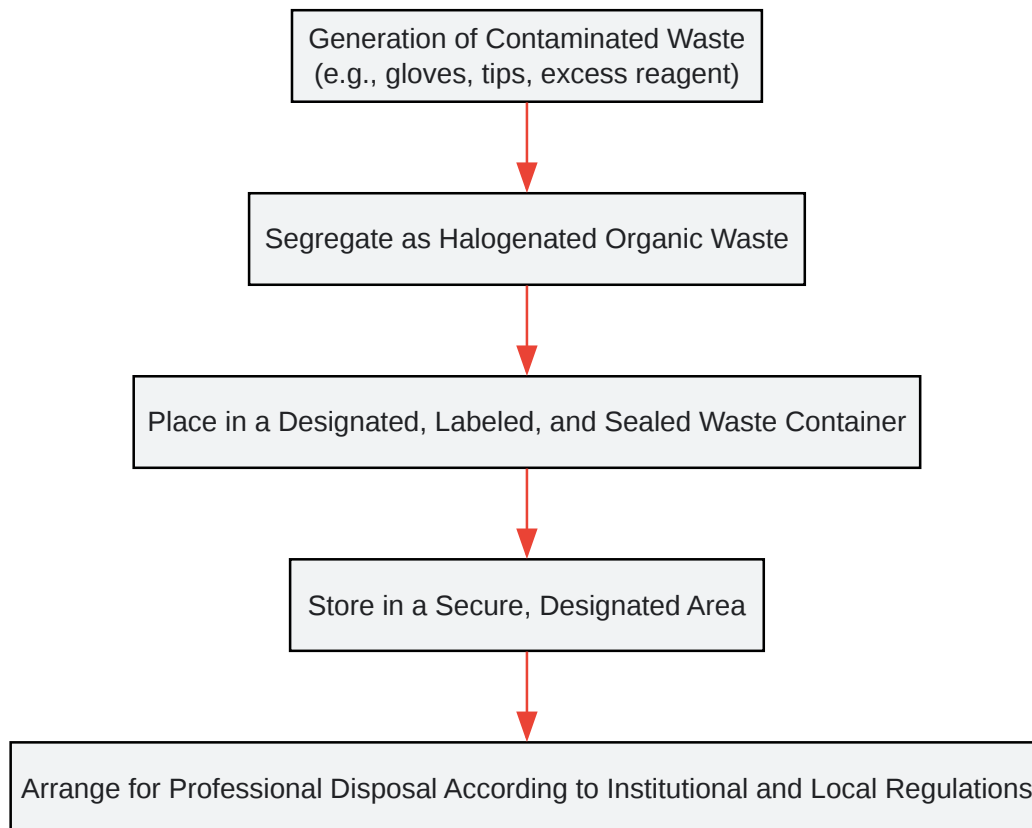 Generation of Contaminated Waste
(e.g., gloves, tips, excess reagent)
Segregate as Halogenated Organic Waste
Place in a Designated, Labeled, and Sealed Waste Container
Store in a Secure, Designated Area
Arrange for Professional Disposal According to Institutional and Local Regulations